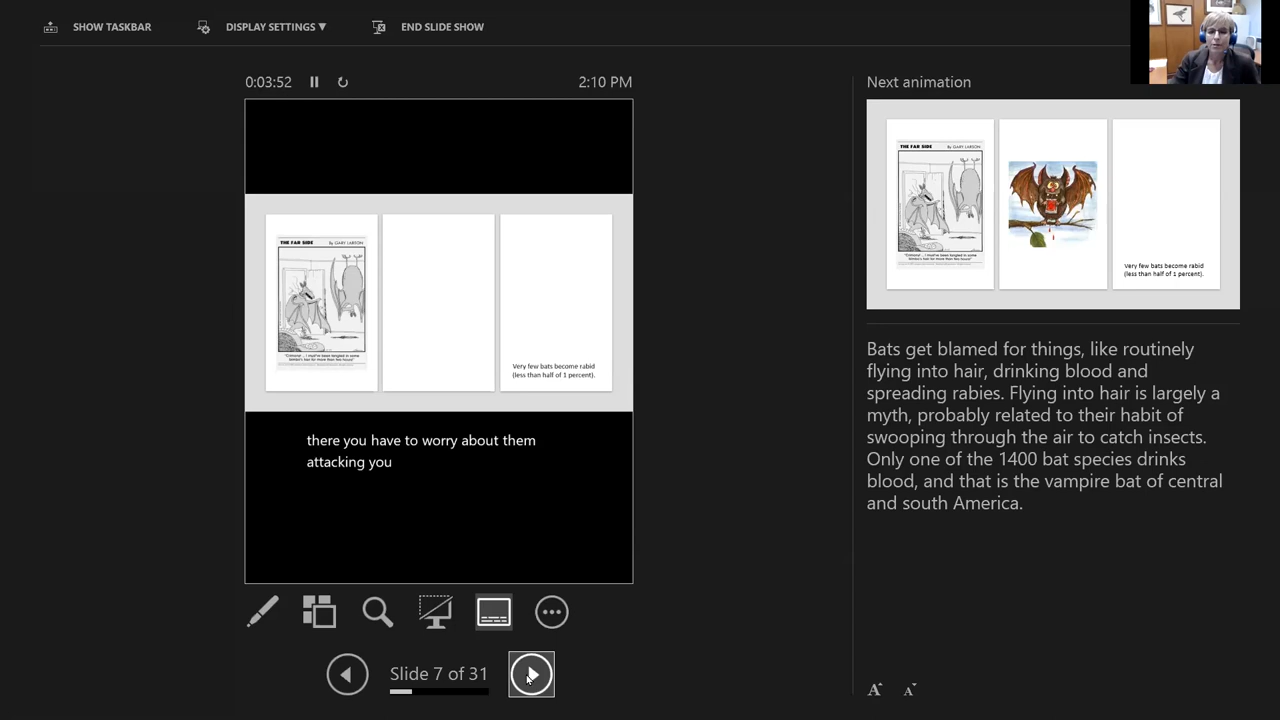 SHOW TASKBAR
DISPLAY SETTINGS ▼
END SLIDE SHOW
0:03:52
2:10 PM
THE FAR SIDE By GARY LARSON
Very few bats become rabid
(less than half of 1 percent).
there you have to worry about them
attacking you
Slide 7 of 31
Next animation
THE FAR SIDE By GARY LARSON
Very few bats become rabid
(less than half of 1 percent).
Bats get blamed for things, like routinely
flying into hair, drinking blood and
spreading rabies. Flying into hair is largely a
myth, probably related to their habit of
swooping through the air to catch insects.
Only one of the 1400 bat species drinks
blood, and that is the vampire bat of central
and south America.
A A